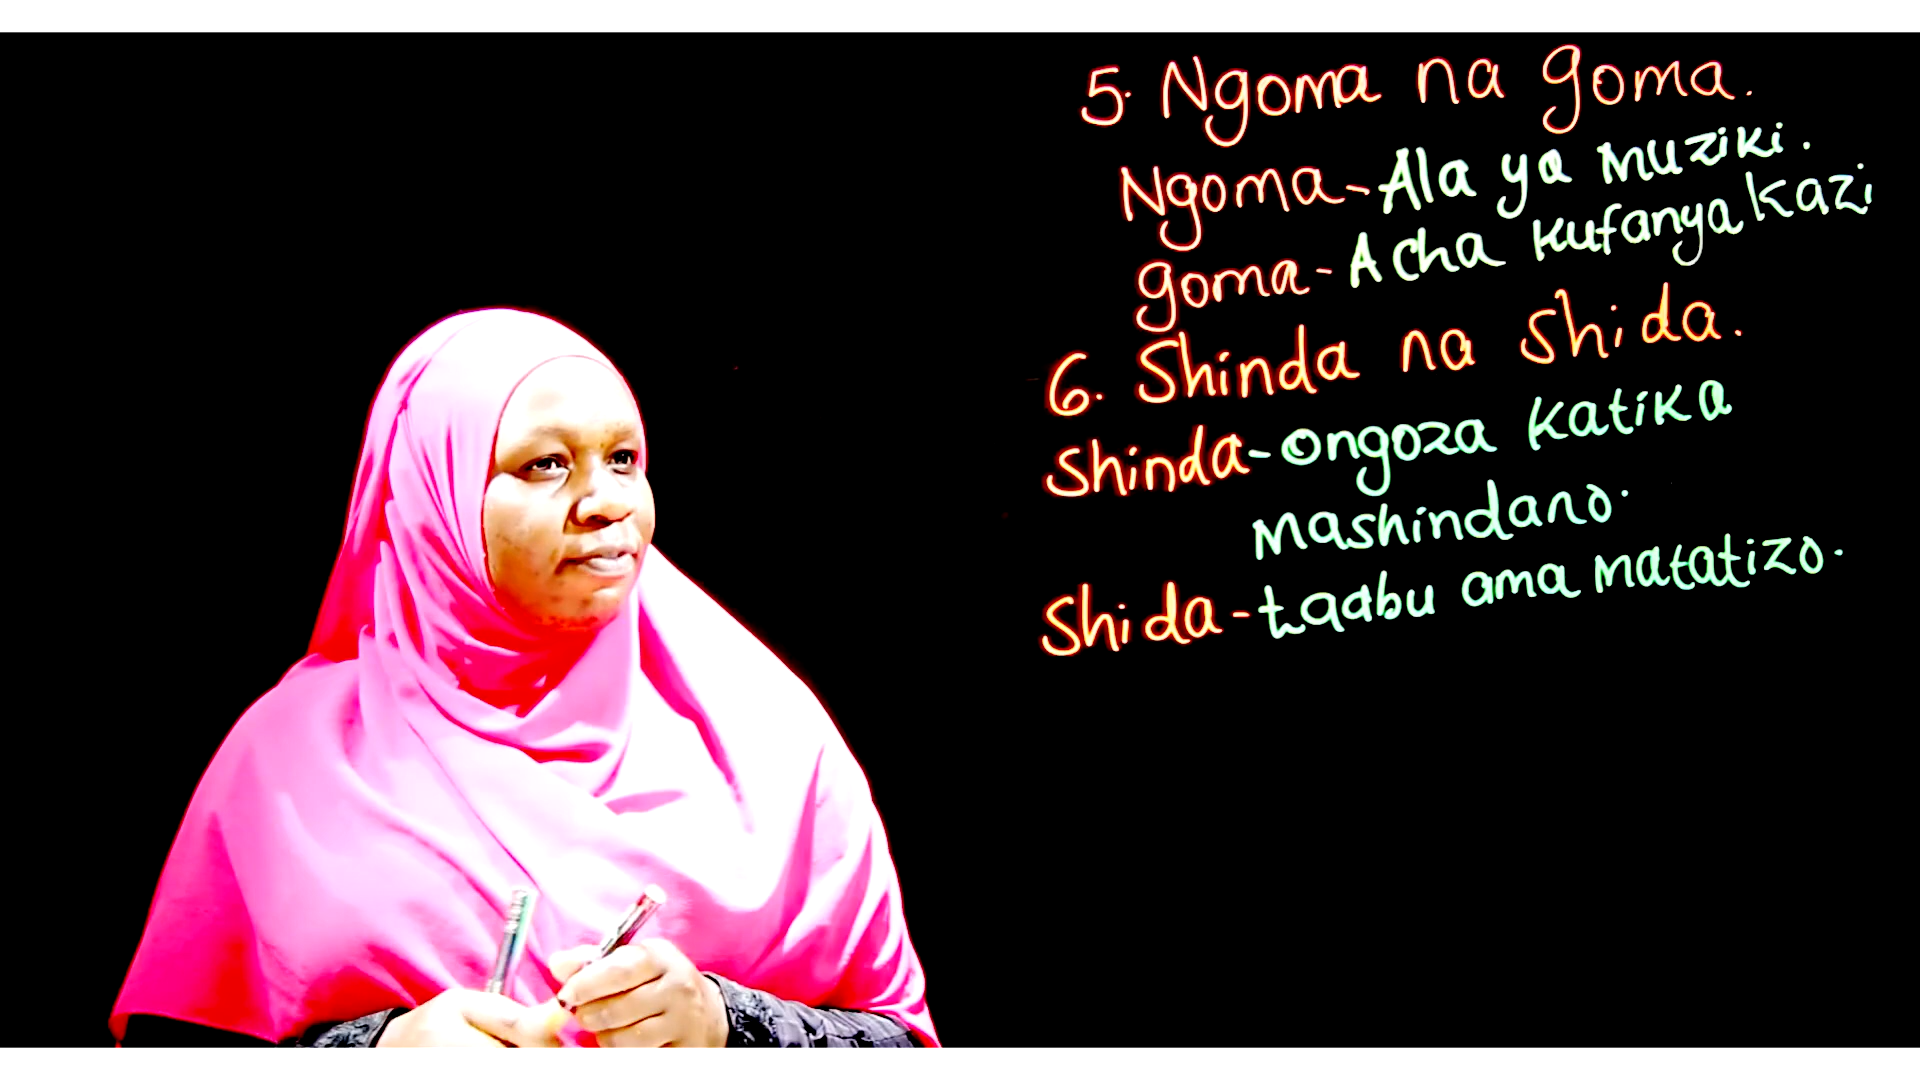 5. Ngoma na goma.
Ngoma-Ala ya muziki.
goma-Acha kufanya kazi
6. Shinda na shida.
Shinda-ongoza katika
mashindano.
Shida-taabu ama matatizo.